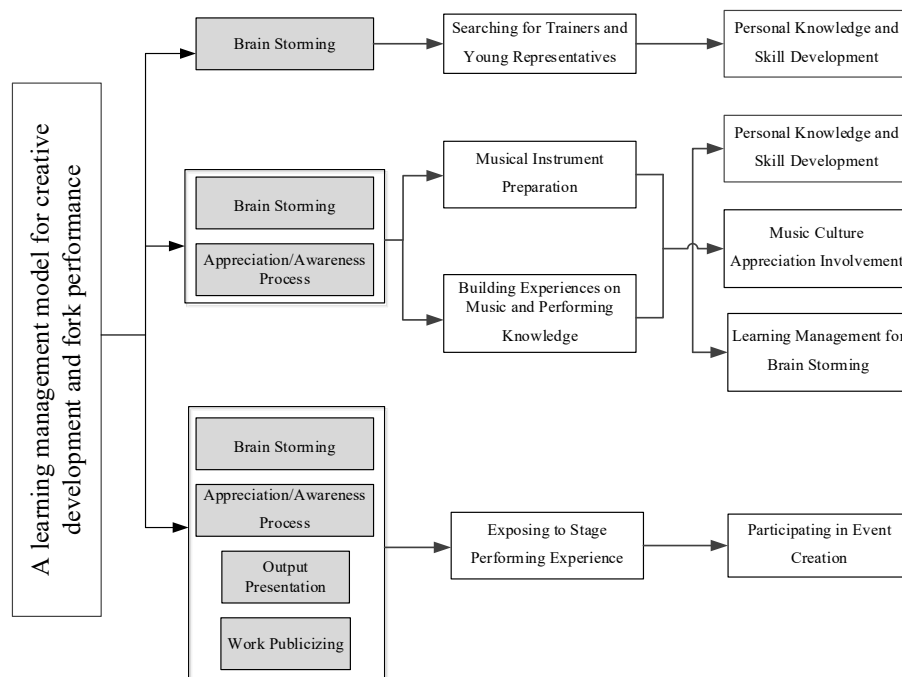 A learning management model for creative
development and fork performance
Brain Storming
Searching for Trainers and
Young Representatives
Personal Knowledge and
Skill Development
Brain Storming
Appreciation/Awareness
Process
Musical Instrument
Preparation
Building Experiences on
Music and Performing
Knowledge
Personal Knowledge and
Skill Development
Music Culture
Appreciation Involvement
Learning Management for
Brain Storming
Brain Storming
Appreciation/Awareness
Process
Output
Presentation
Work Publicizing
Exposing to Stage
Performing Experience
Participating in Event
Creation